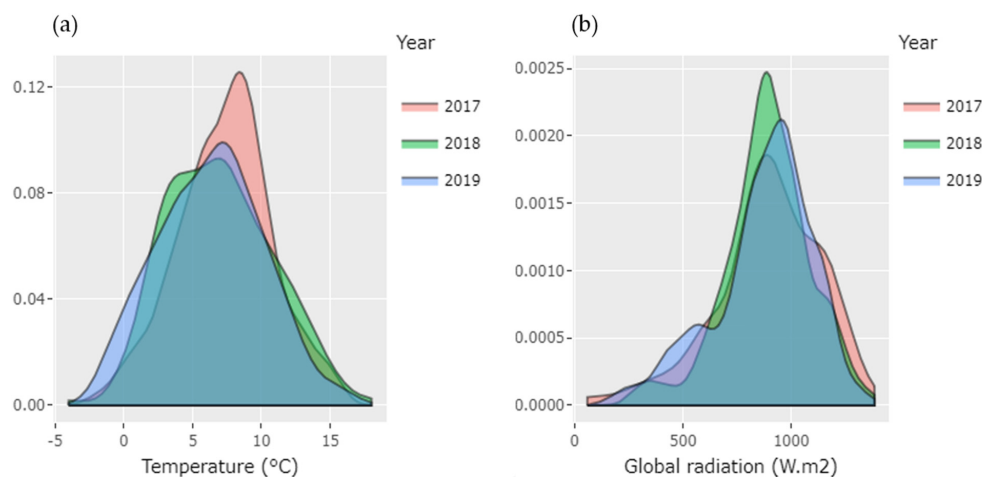 (a)
Year
0.12
2017
2018
0.08
2019
0.04
0.00
-5 0 5 10 15
Temperature (ºC)
(b)
Year
0.0025
2017
0.0020
2018
2019
0.0015
0.0010
0.0005
0.0000
0 500 1000
Global radiation (W.m2)